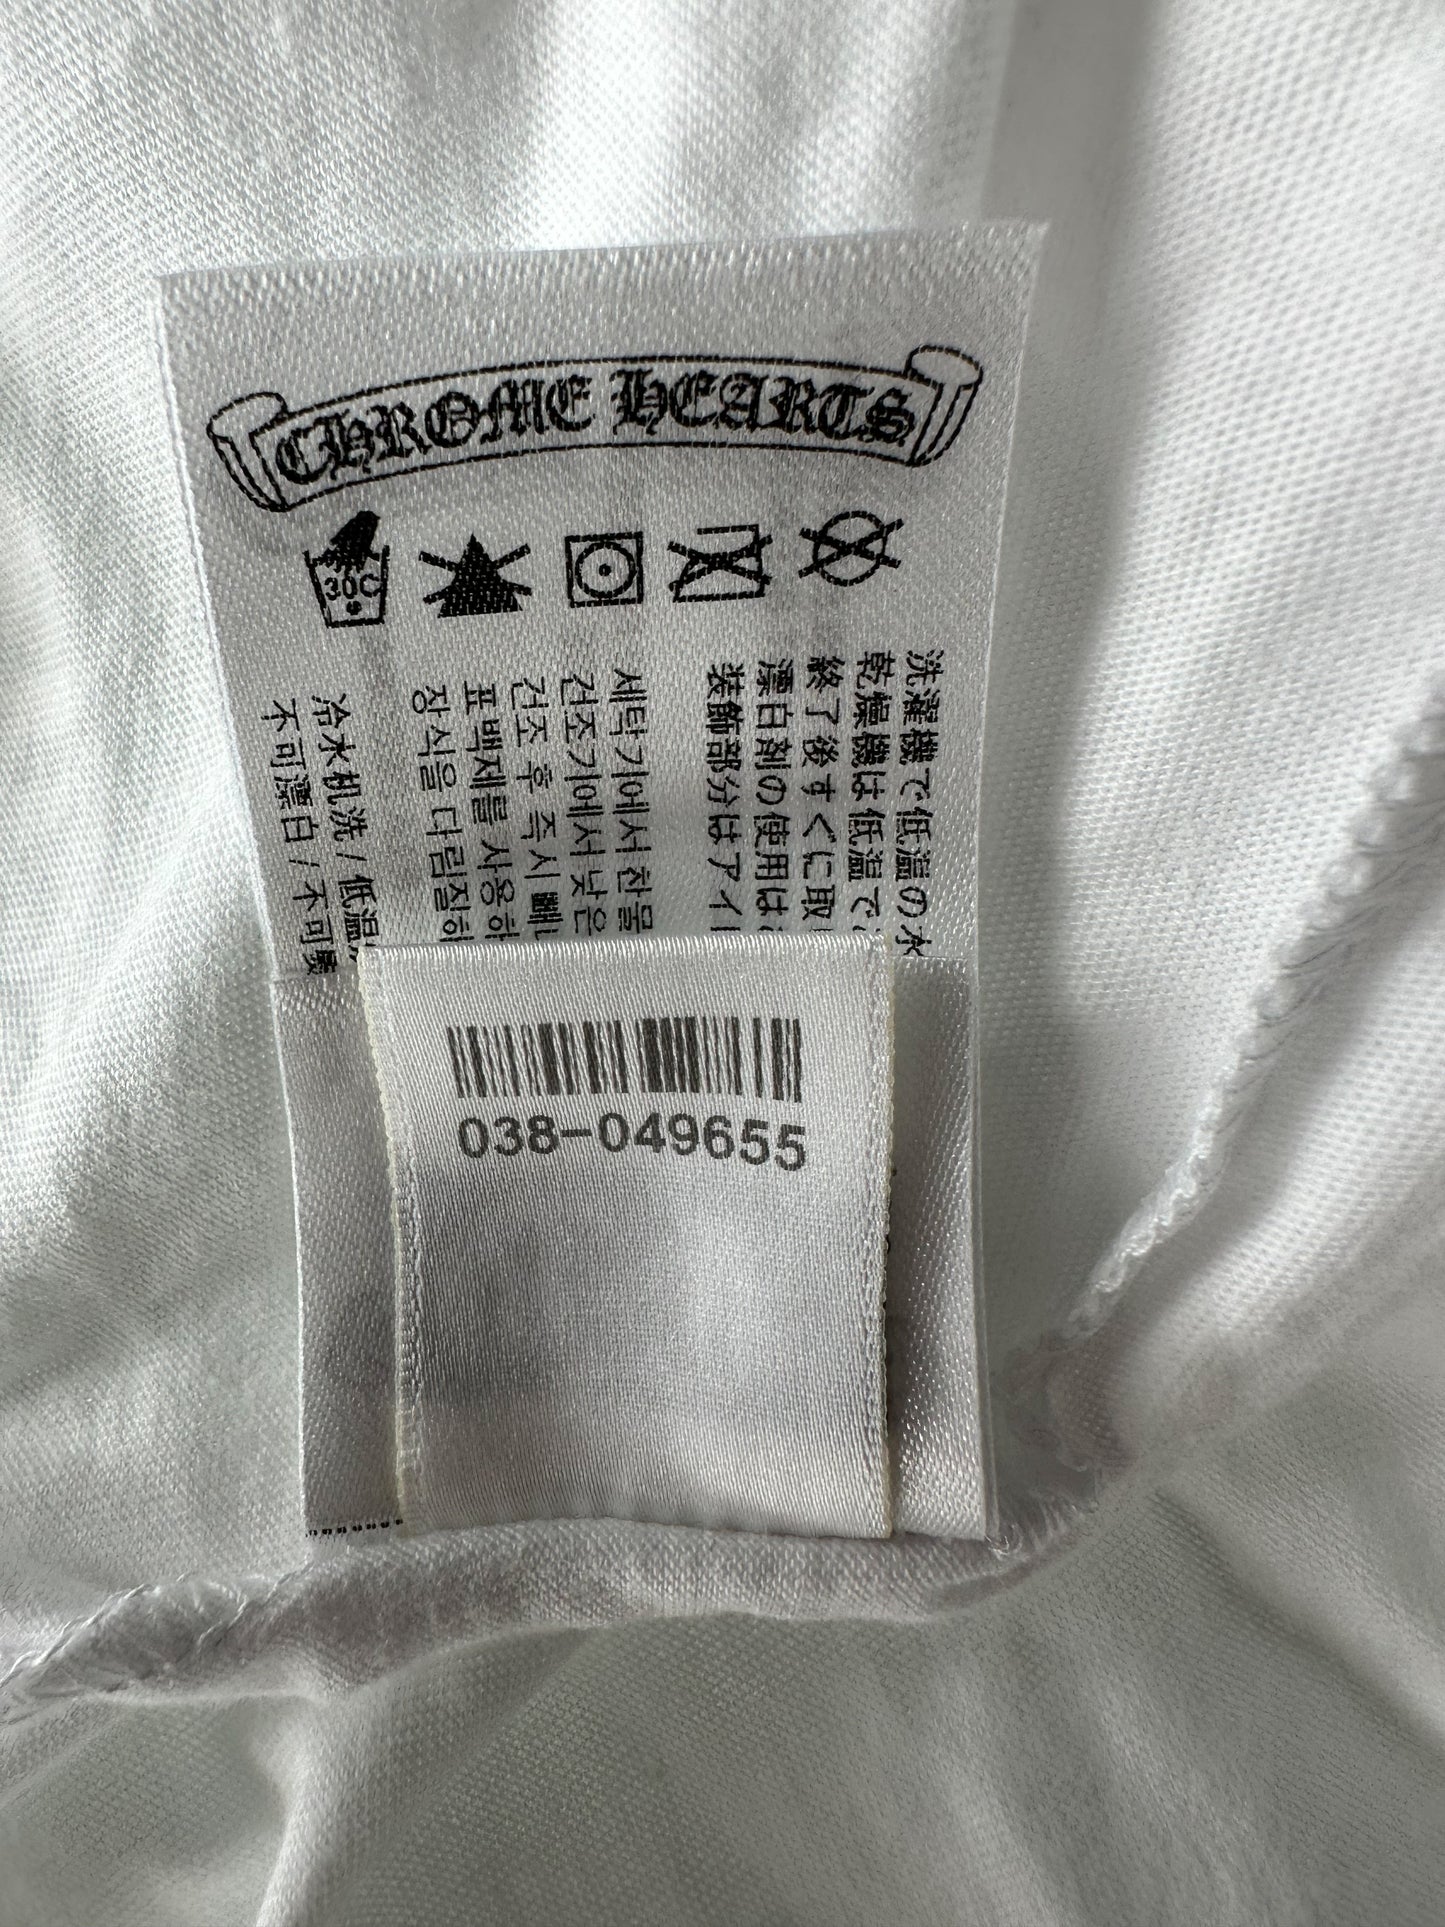 CHROME HEARTS
30C
洗濯機で低温の水
乾燥機は低温で
終了後すぐに取
漂白剤の使用は
装飾部分はアイ
세탁기에서 찬물
건조기에서 낮은
건조 후 즉시 빼
표백제를 사용하
장식을 다림질하
冷水机洗 / 低温
不可漂白 / 不可
038-049655